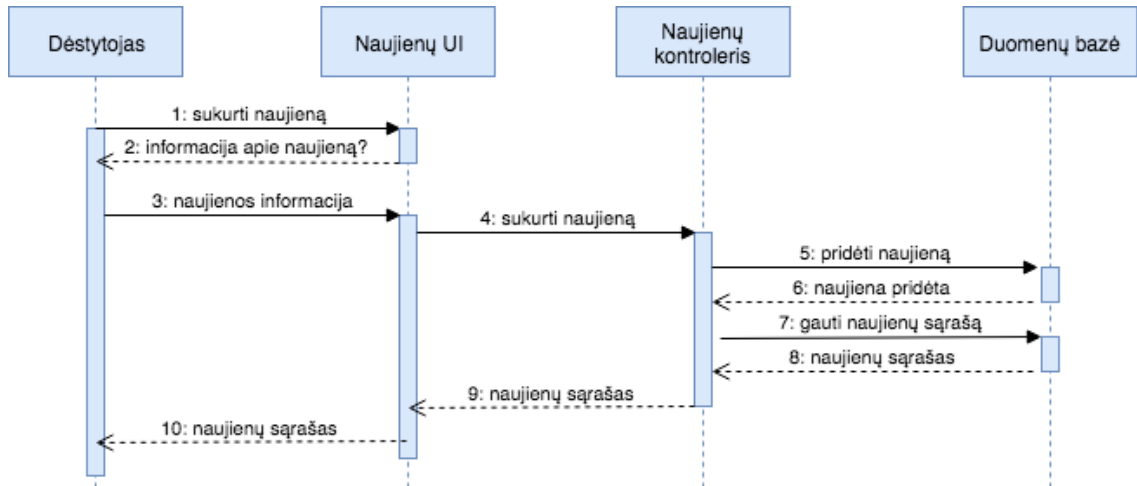 Dėstytojas
Naujienų UI
Naujienų
kontroleris
Duomenų bazė
1: sukurti naujieną
2: informacija apie naujieną?
3: naujienos informacija
4: sukurti naujieną
5: pridėti naujieną
6: naujiena pridėta
7: gauti naujienų sąrašą
8: naujienų sąrašas
9: naujienų sąrašas
10: naujienų sąrašas